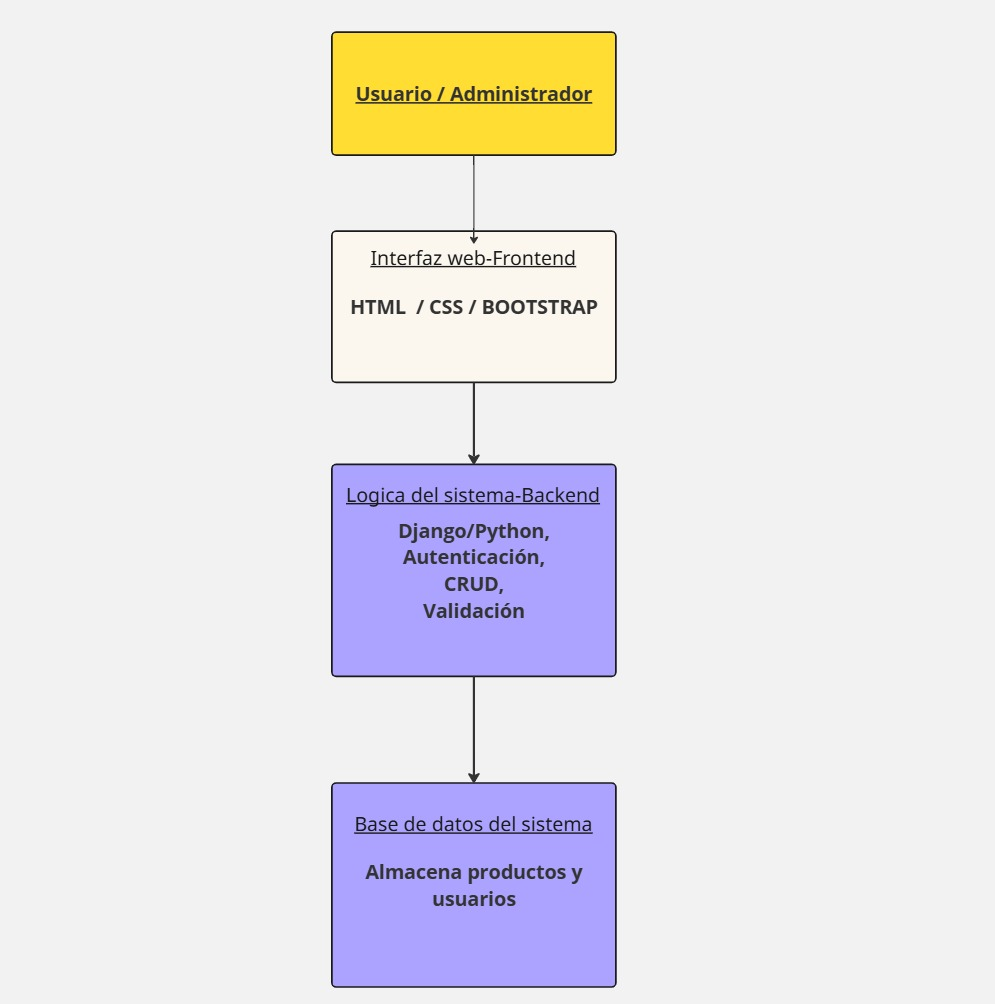 Usuario / Administrador
Interfaz web-Frontend
HTML  / CSS / BOOTSTRAP
Logica del sistema-Backend
Django/Python,
Autenticación,
CRUD,
Validación
Base de datos del sistema
Almacena productos y
usuarios